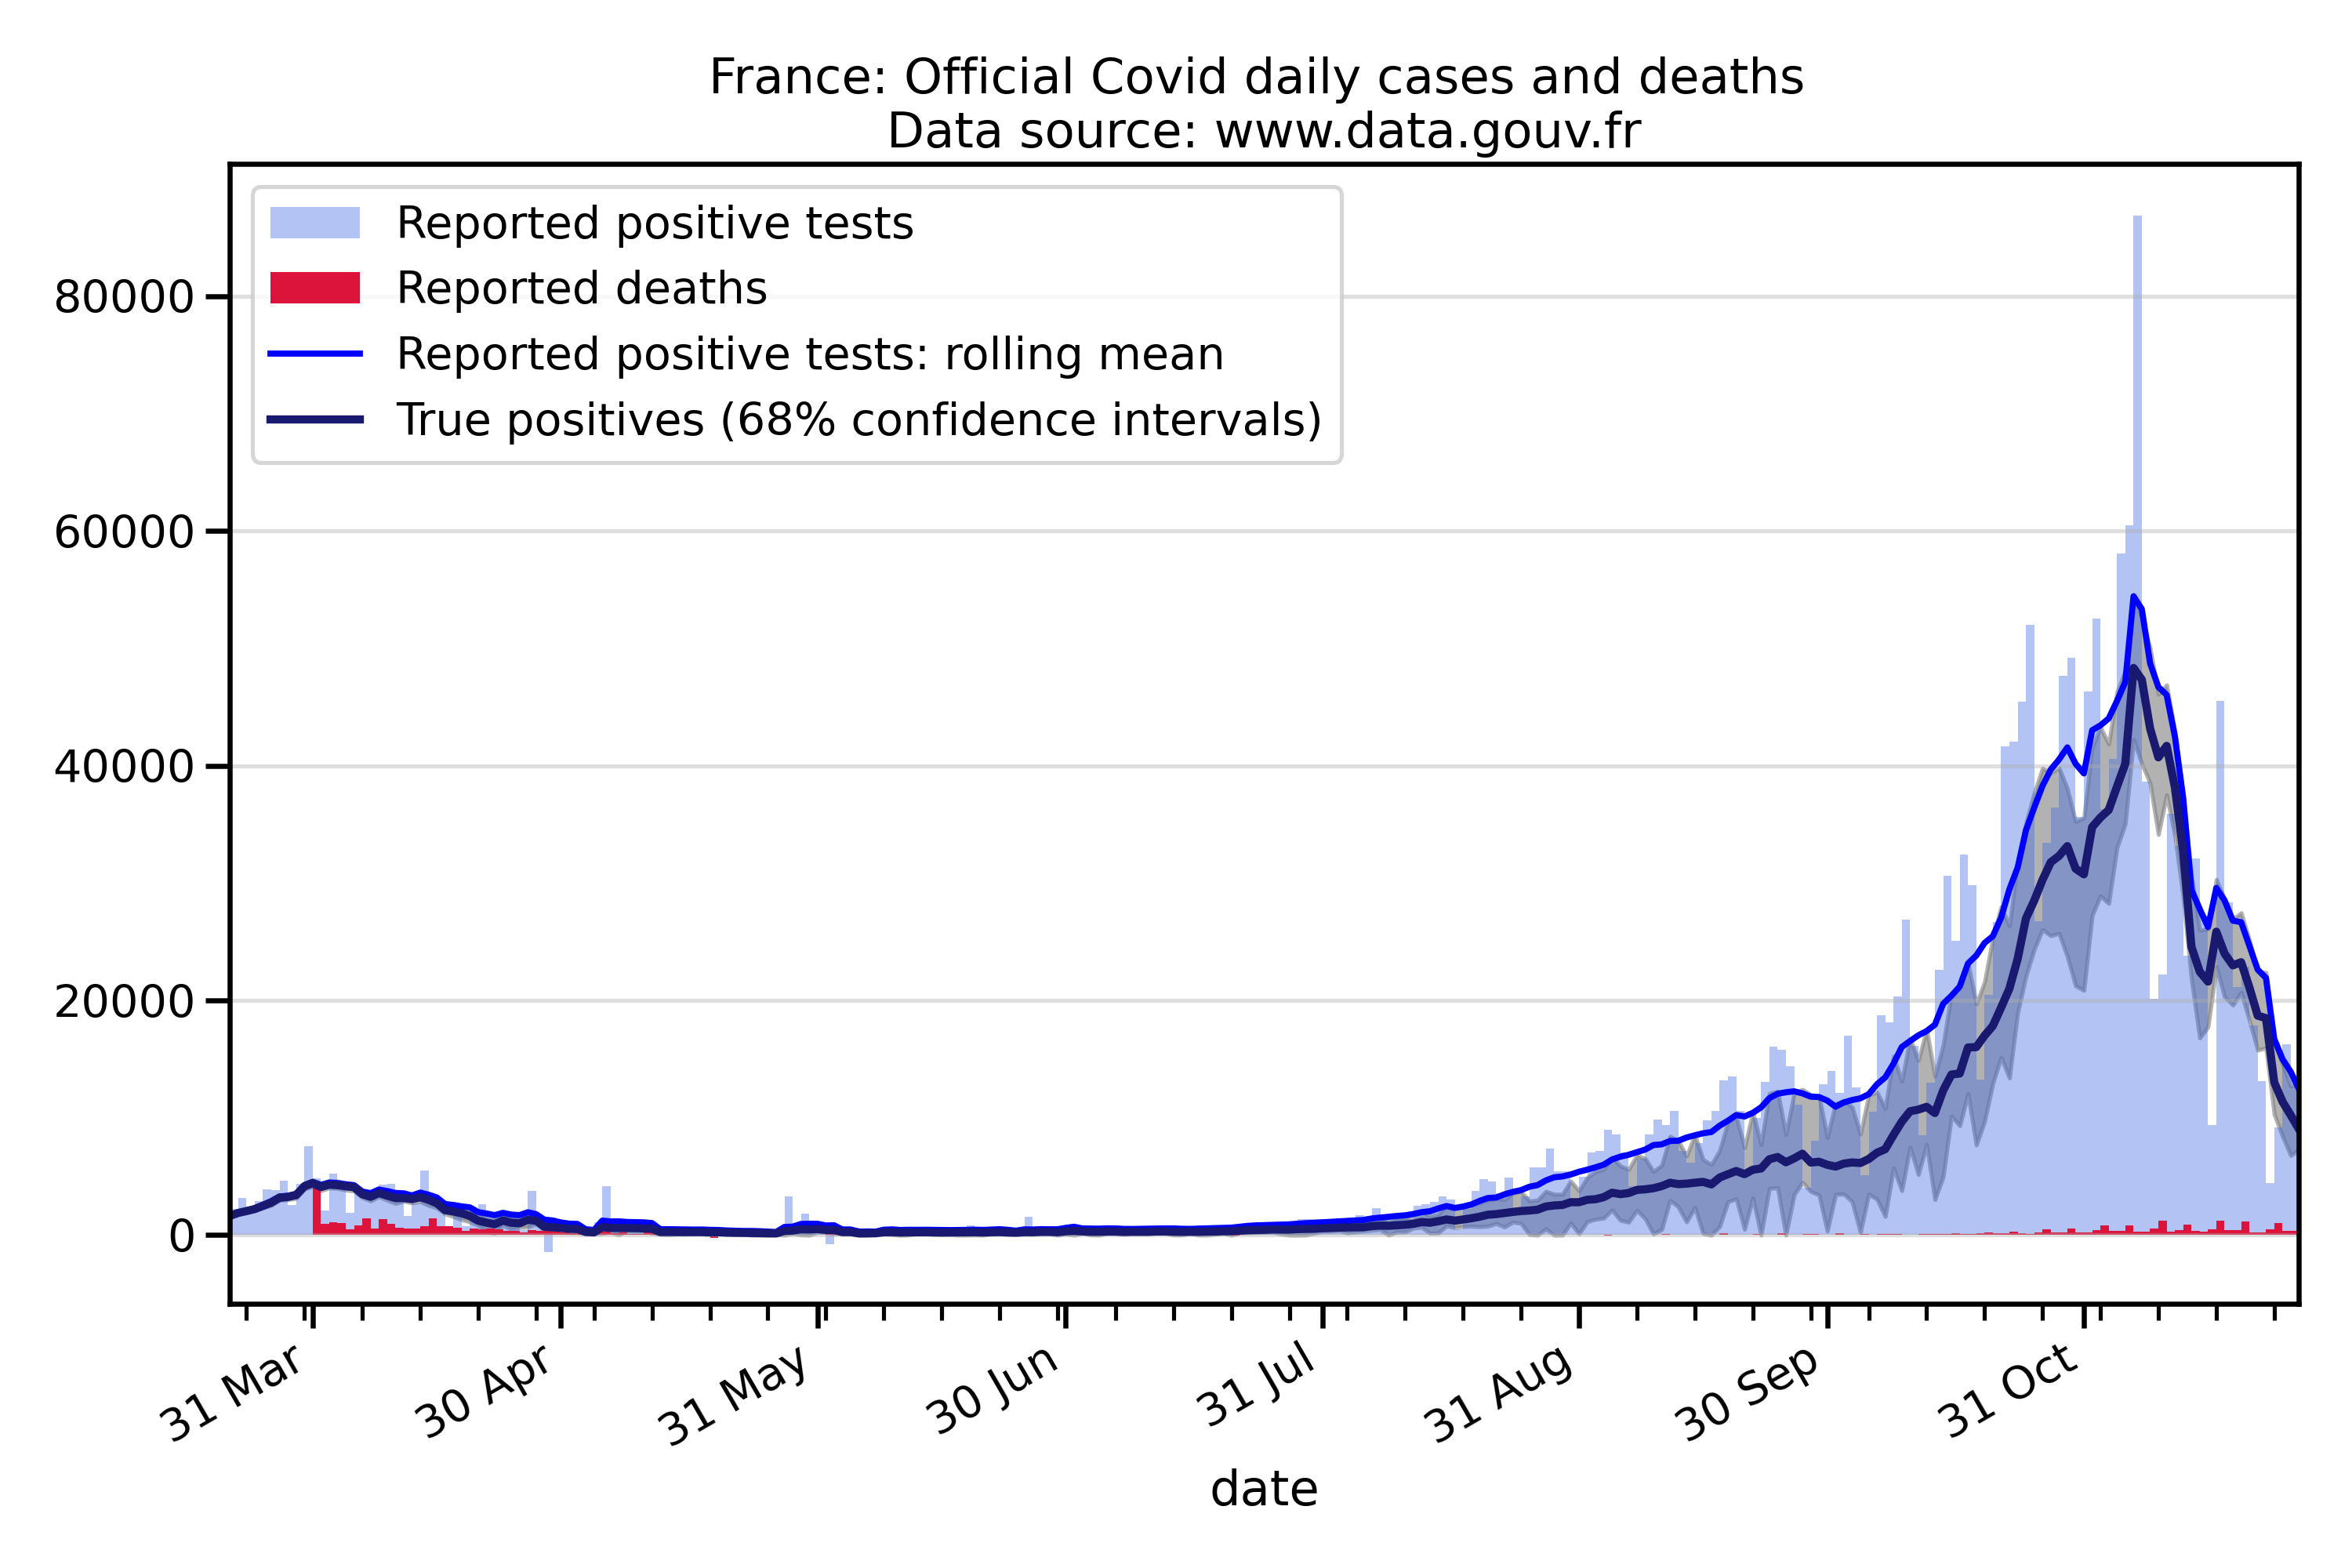 France: Official Covid daily cases and deaths
Data source: www.data.gouv.fr
Reported positive tests
Reported deaths
Reported positive tests: rolling mean
True positives (68% confidence intervals)
80000
60000
40000
20000
0
31 Mar
30 Apr
31 May
30 Jun
31 Jul
31 Aug
30 Sep
31 Oct
date